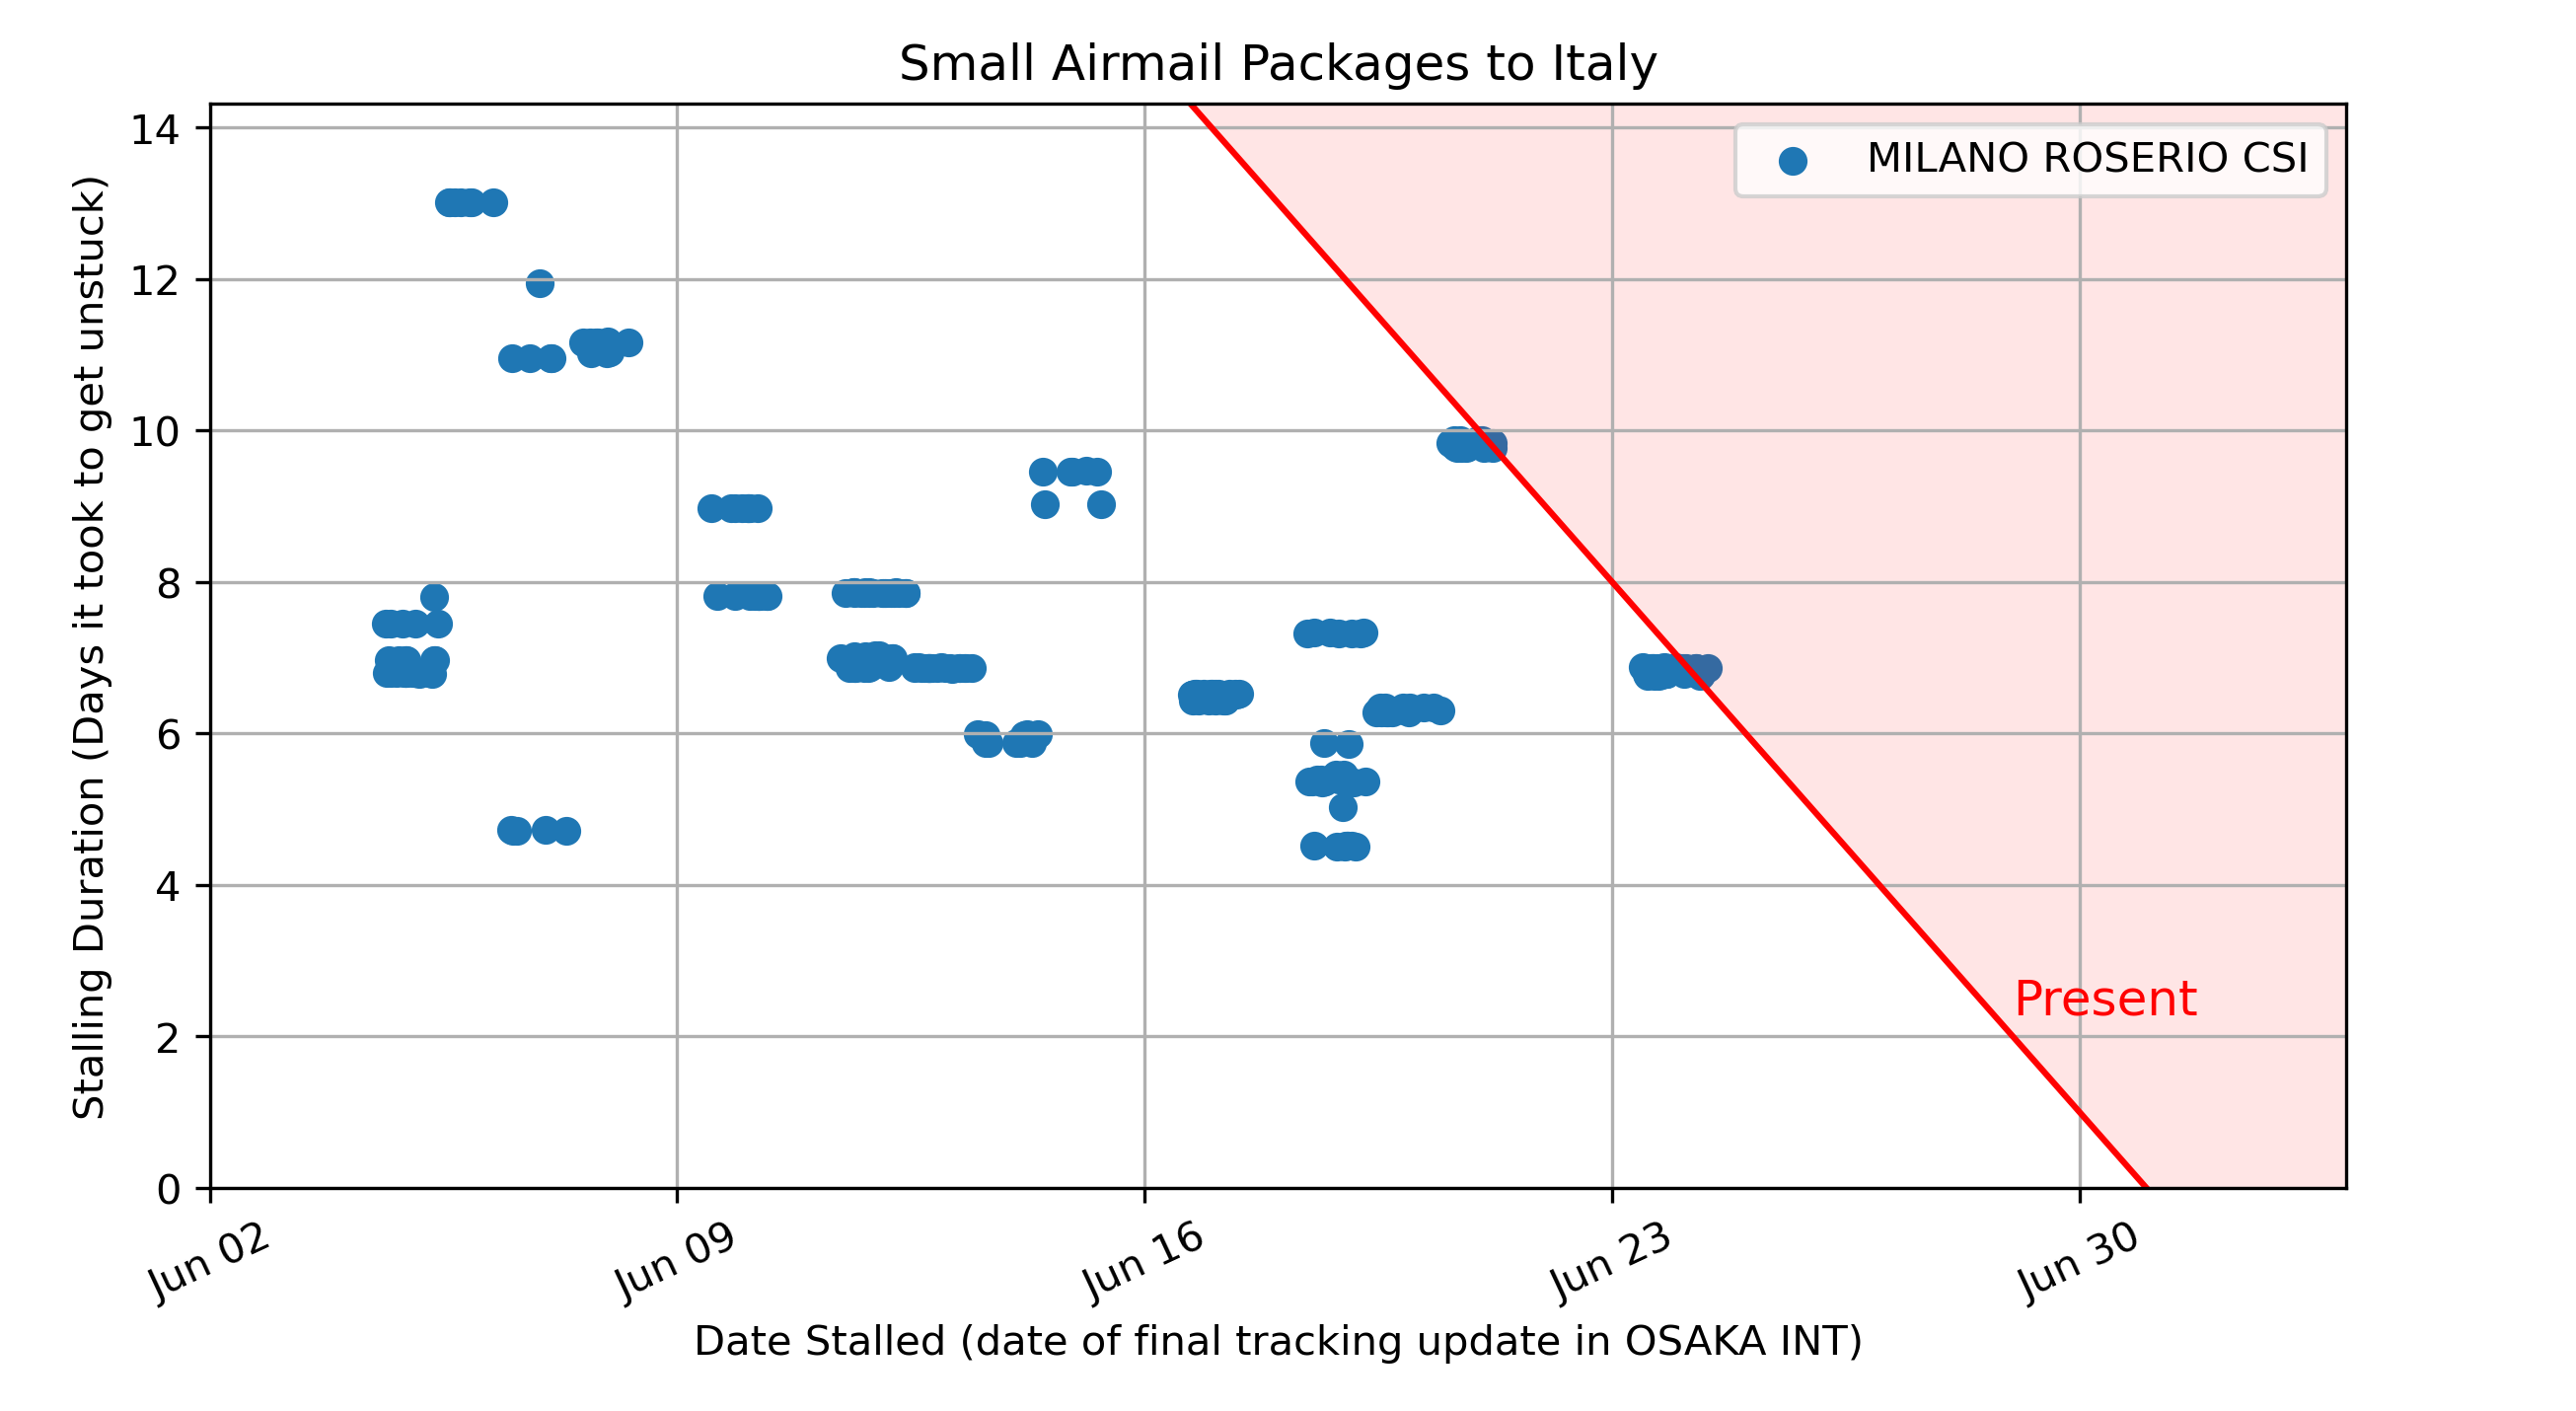 Small Airmail Packages to Italy
MILANO ROSERIO CSI
Stalling Duration (Days it took to get unstuck)
14
12
10
8
6
4
2
0
Present
Jun 02
Jun 09
Jun 16
Jun 23
Jun 30
Date Stalled (date of final tracking update in OSAKA INT)